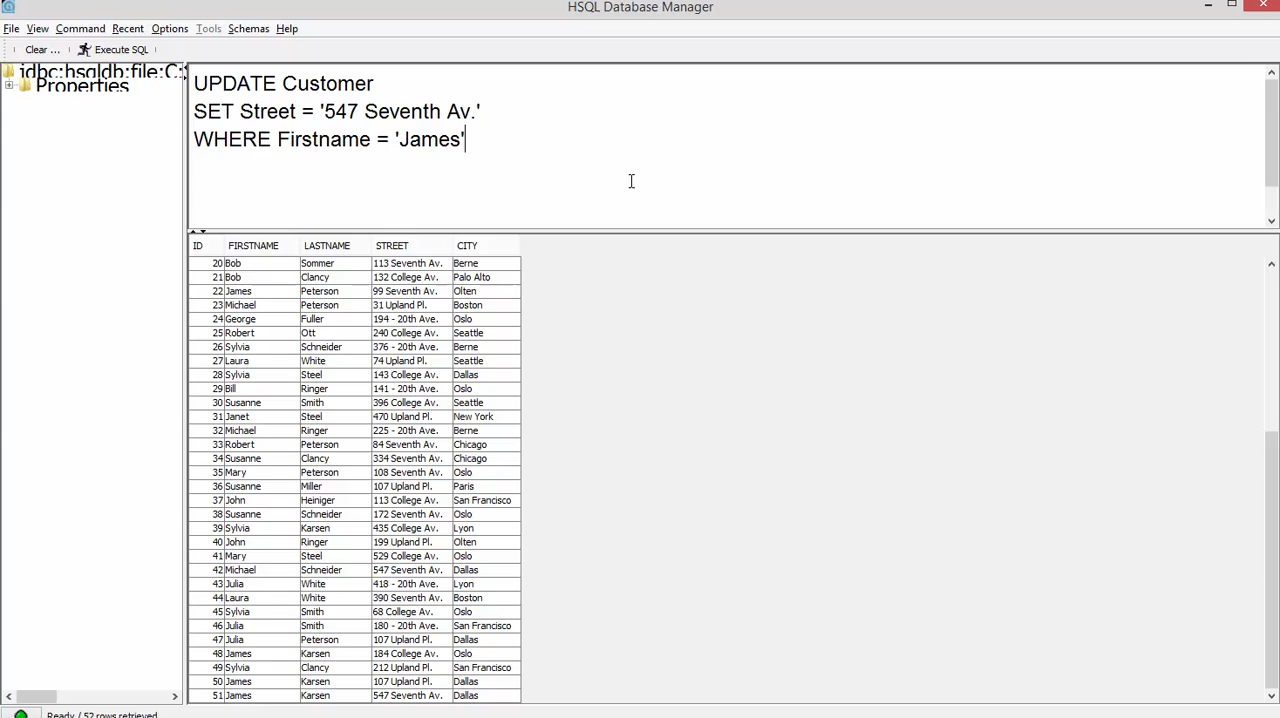 HSQL Database Manager
File View Command Recent Options Tools Schemas Help
Clear ... Execute SQL
jdbc:hsqldb:file:C:
Properties
UPDATE Customer
SET Street = '547 Seventh Av.'
WHERE Firstname = 'James'
ID FIRSTNAME LASTNAME STREET CITY
20 Bob Sommer 113 Seventh Av. Berne
21 Bob Clancy 132 College Av. Palo Alto
22 James Peterson 99 Seventh Av. Olten
23 Michael Peterson 31 Upland Pl. Boston
24 George Fuller 194 - 20th Ave. Oslo
25 Robert Ott 240 College Av. Seattle
26 Sylvia Schneider 376 - 20th Ave. Berne
27 Laura White 74 Upland Pl. Seattle
28 Sylvia Steel 143 College Av. Dallas
29 Bill Ringer 141 - 20th Ave. Oslo
30 Susanne Smith 396 College Av. Seattle
31 Janet Steel 470 Upland Pl. New York
32 Michael Ringer 225 - 20th Ave. Berne
33 Robert Peterson 84 Seventh Av. Chicago
34 Susanne Clancy 334 Seventh Av. Chicago
35 Mary Peterson 108 Seventh Av. Oslo
36 Susanne Miller 107 Upland Pl. Paris
37 John Heiniger 113 College Av. San Francisco
38 Susanne Schneider 172 Seventh Av. Oslo
39 Sylvia Karsen 435 College Av. Lyon
40 John Ringer 199 Upland Pl. Olten
41 Mary Steel 529 College Av. Oslo
42 Michael Schneider 547 Seventh Av. Dallas
43 Julia White 418 - 20th Ave. Lyon
44 Laura White 390 Seventh Av. Boston
45 Sylvia Smith 68 College Av. Oslo
46 Julia Smith 180 - 20th Ave. San Francisco
47 Julia Peterson 107 Upland Pl. Dallas
48 James Karsen 184 College Av. Oslo
49 Sylvia Clancy 212 Upland Pl. San Francisco
50 James Karsen 107 Upland Pl. Dallas
51 James Karsen 547 Seventh Av. Dallas
Ready / 52 rows retrieved